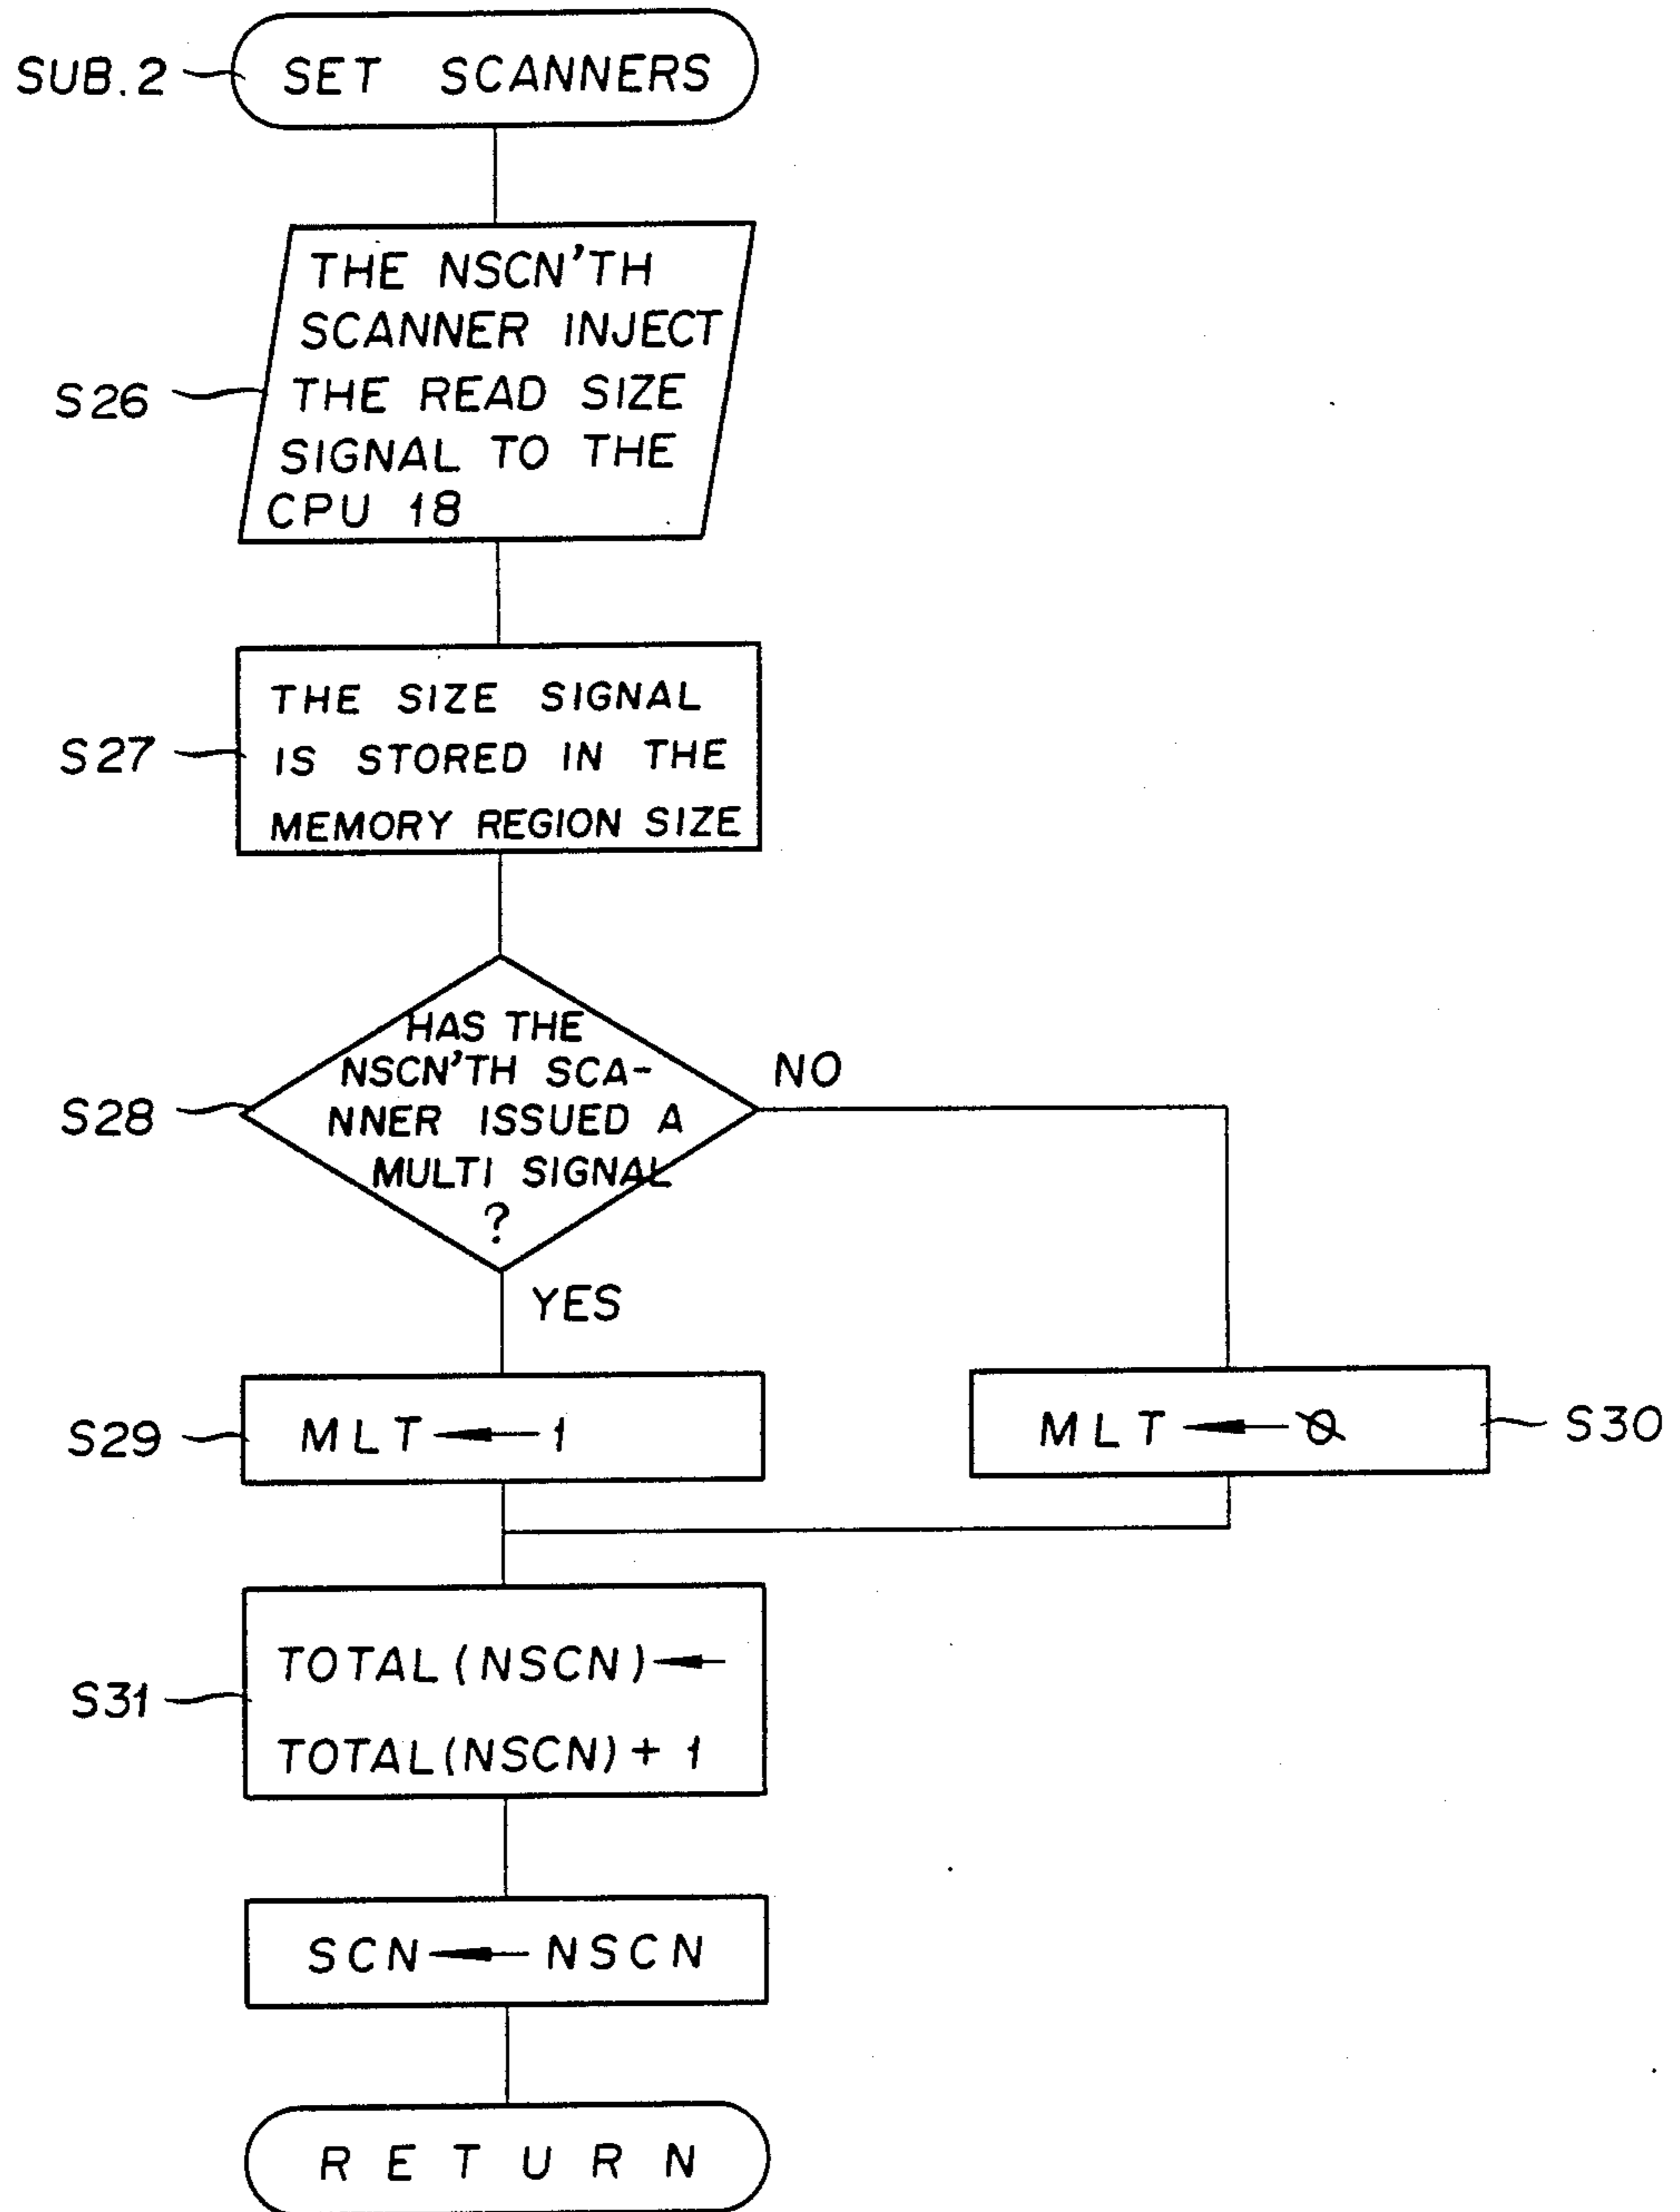 SUB.2 SET SCANNERS
THE NSCN'TH
SCANNER INJECT
S26 THE READ SIZE
SIGNAL TO THE
CPU 18
THE SIZE SIGNAL
S27 IS STORED IN THE
MEMORY REGION SIZE
HAS THE
NSCN'TH SCA-
NO
S28 NNER ISSUED A
MULTI SIGNAL
?
YES
S29 MLT ← 1
MLT ← 0 S30
TOTAL(NSCN) ←
S31
TOTAL(NSCN) + 1
SCN ← NSCN
RETURN